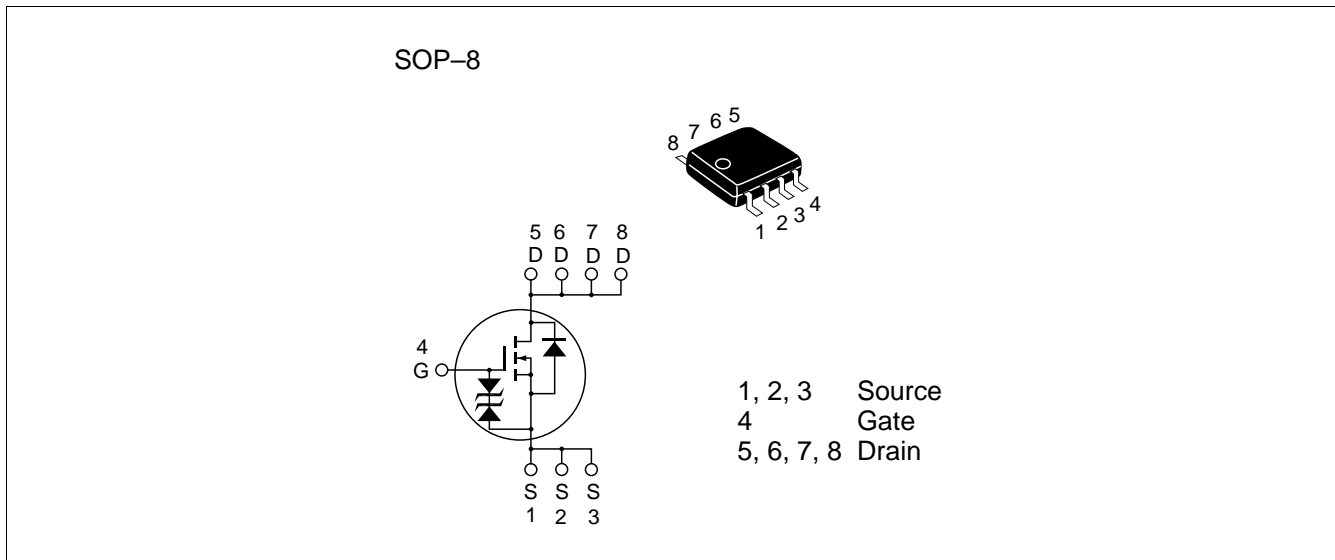 SOP–8
8 7 6 5
1 2 3 4
5 6 7 8
D D D D
4
G
S S S
1 2 3
1, 2, 3 Source
4 Gate
5, 6, 7, 8 Drain